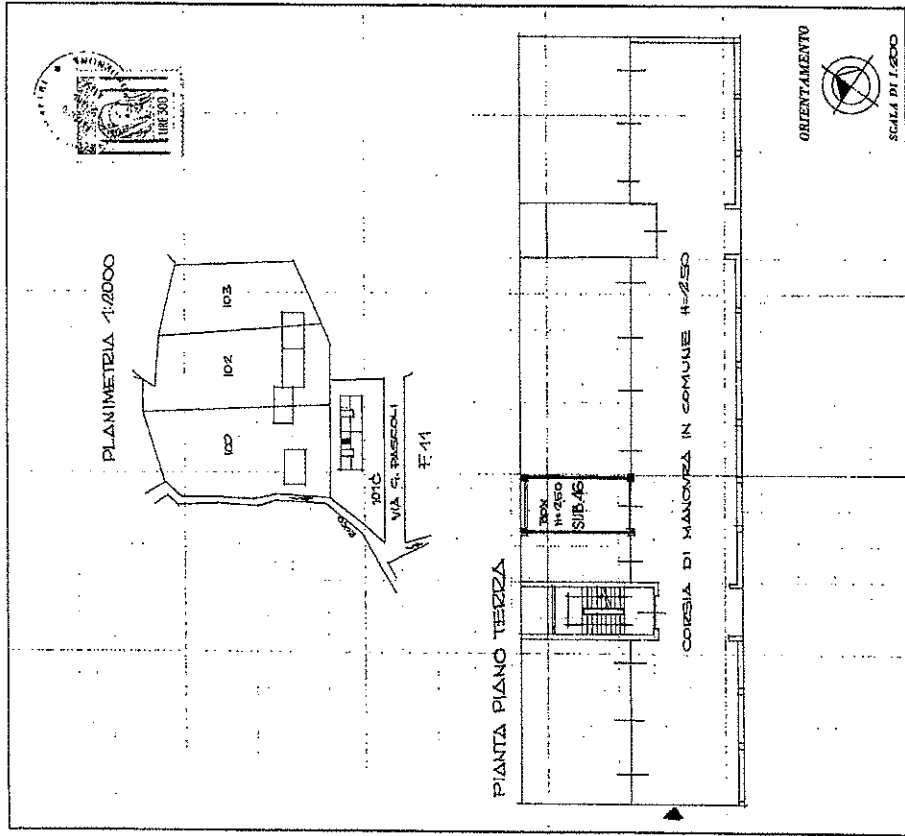 PLANIMETRIA 1:2000
103
102
100
1016
VIA G. PASCOLI
F 11
LIRE 300
PIANTA PIANO TERRA
BOX
H=2,50
SUB.46
CORSIA DI MANOVRA IN COMUNE H=2.50
ORIENTAMENTO
SCALA DI 1:200